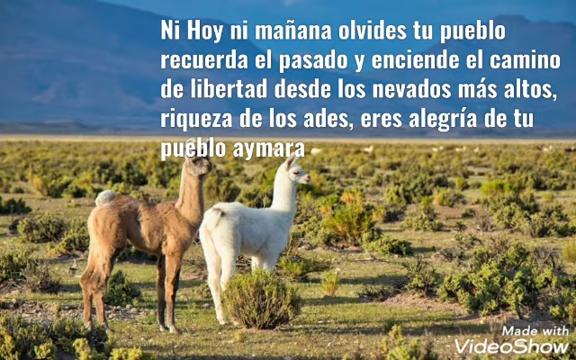 Ni Hoy ni mañana olvides tu pueblo
recuerda el pasado y enciende el camino
de libertad desde los nevados más altos,
riqueza de los ades, eres alegría de tu
pueblo aymara
Made with
VideoShow